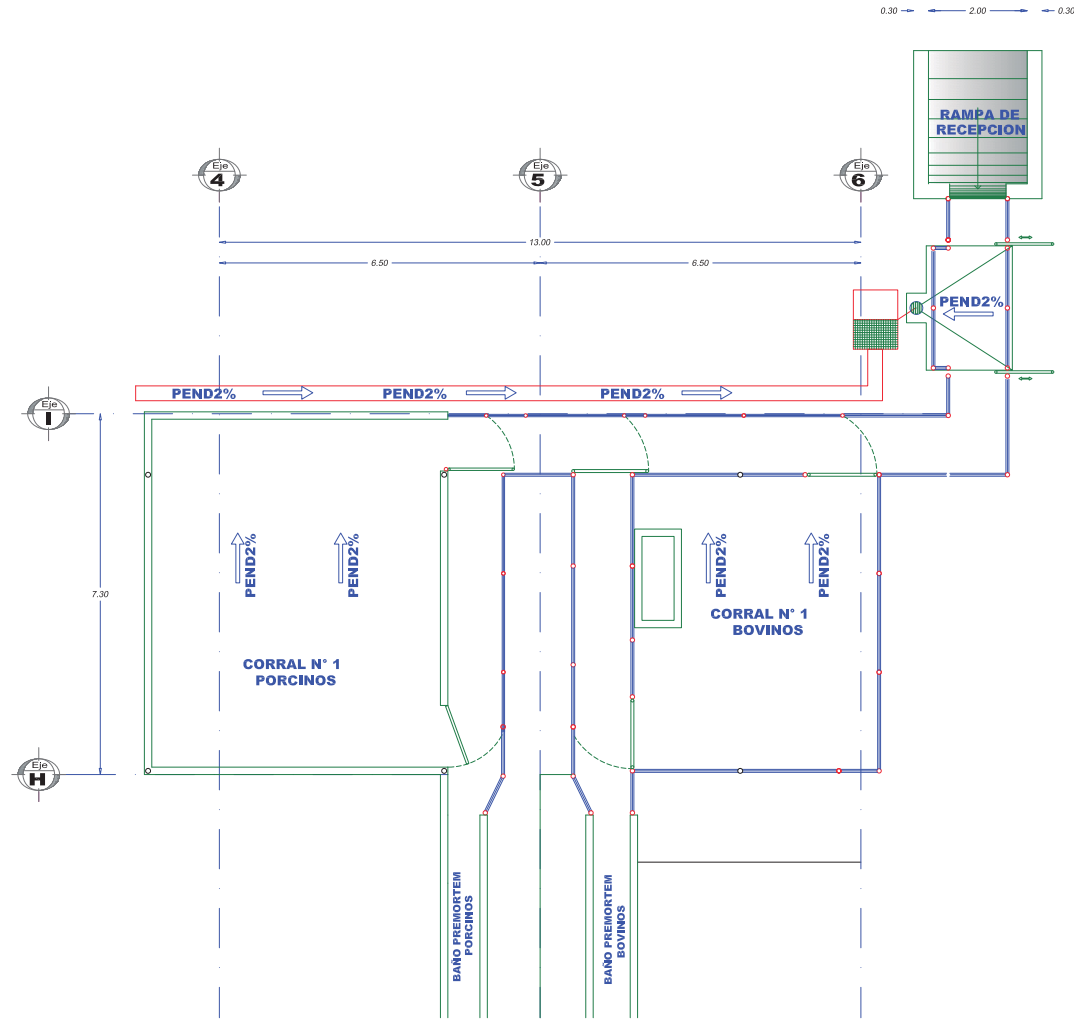 0.30
2.00
0.30
RAMPA DE
RECEPCION
Eje
4
Eje
5
Eje
6
13.00
6.50
6.50
PEND2%
PEND2%
PEND2%
PEND2%
Eje
I
PEND2%
PEND2%
PEND2%
PEND2%
7.30
CORRAL N° 1
BOVINOS
CORRAL N° 1
PORCINOS
Eje
H
BAÑO PREMORTEM
PORCINOS
BAÑO PREMORTEM
BOVINOS